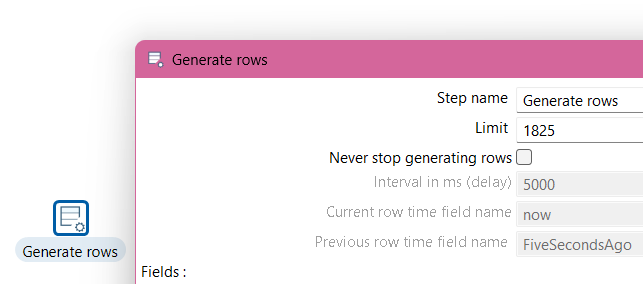 Generate rows
Step name Generate rows
Limit 1825
Never stop generating rows
Interval in ms (delay) 5000
Current row time field name now
Previous row time field name FiveSecondsAgo
Fields :
Generate rows